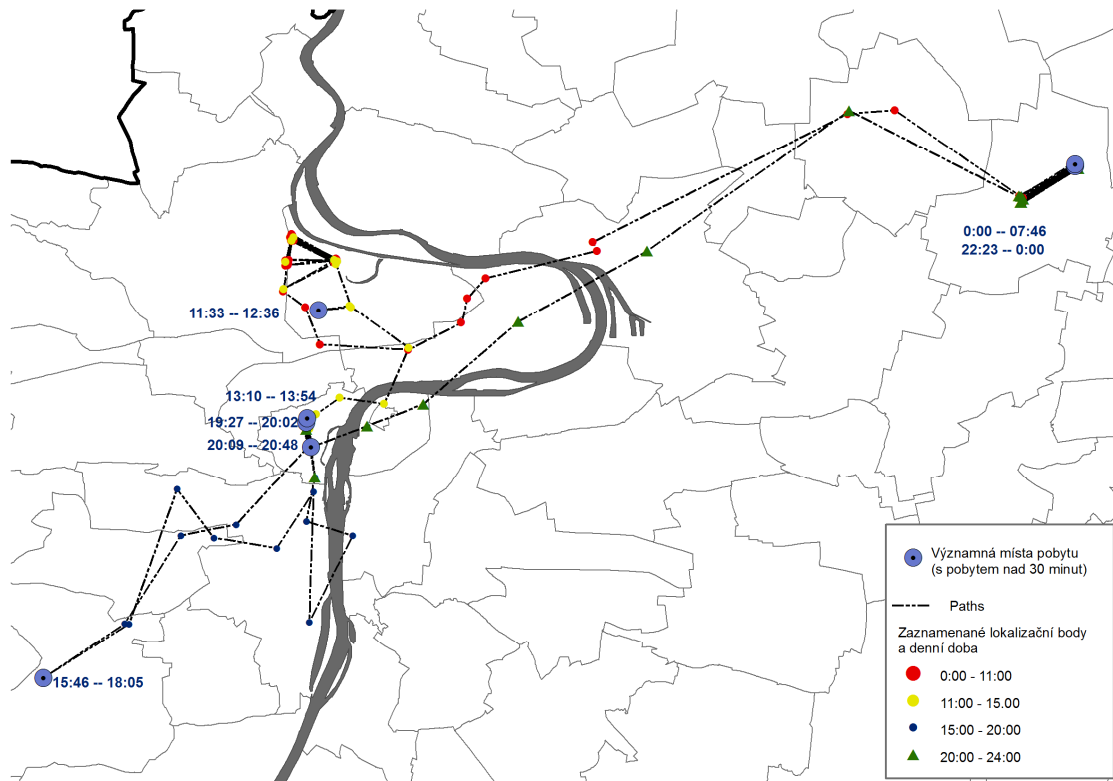 0:00 -- 07:46
22:23 -- 0:00
11:33 -- 12:36
13:10 -- 13:54
19:27 -- 20:02
20:09 -- 20:48
15:46 -- 18:05
Významná místa pobytu
(s pobytem nad 30 minut)
Paths
Zaznamenané lokalizační body
a denní doba
0:00 - 11:00
11:00 - 15.00
15:00 - 20:00
20:00 - 24:00